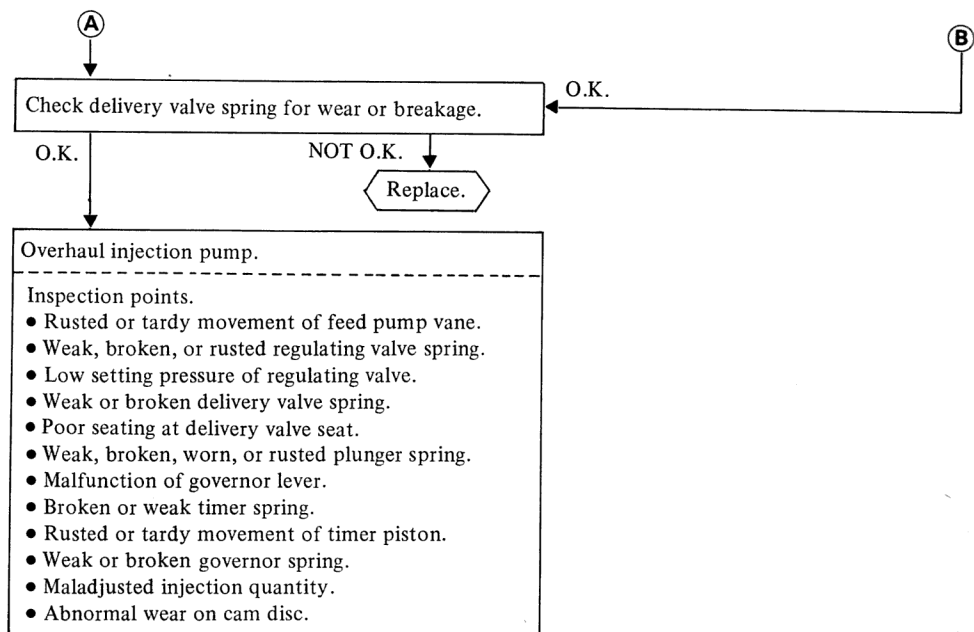 A
B
Check delivery valve spring for wear or breakage.
O.K.
O.K.
NOT O.K.
Replace.
Overhaul injection pump.
Inspection points.
• Rusted or tardy movement of feed pump vane.
• Weak, broken, or rusted regulating valve spring.
• Low setting pressure of regulating valve.
• Weak or broken delivery valve spring.
• Poor seating at delivery valve seat.
• Weak, broken, worn, or rusted plunger spring.
• Malfunction of governor lever.
• Broken or weak timer spring.
• Rusted or tardy movement of timer piston.
• Weak or broken governor spring.
• Maladjusted injection quantity.
• Abnormal wear on cam disc.